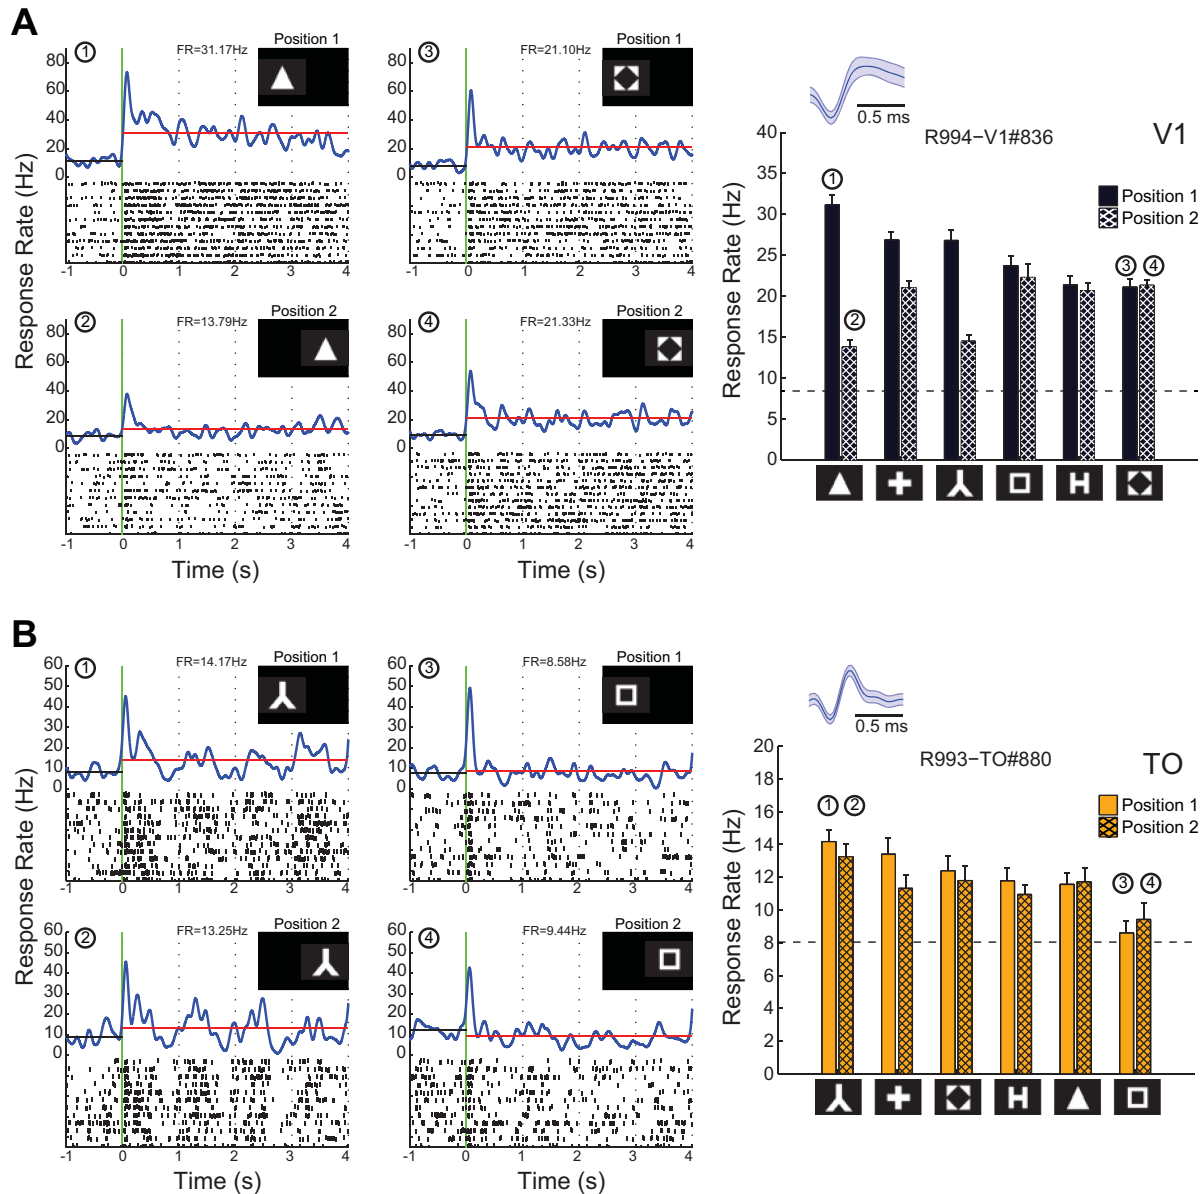 A
Response Rate (Hz)
1
FR=31.17Hz
Position 1
80
60
40
20
0
-1 0 1 2 3 4
3
FR=21.10Hz
Position 1
80
60
40
20
0
-1 0 1 2 3 4
2
FR=13.79Hz
Position 2
80
60
40
20
0
-1 0 1 2 3 4
Time (s)
4
FR=21.33Hz
Position 2
80
60
40
20
0
-1 0 1 2 3 4
Time (s)
0.5 ms
R994-V1#836
V1
Response Rate (Hz)
40
35
30
25
20
15
10
5
0
1
2
3 4
Position 1
Position 2
H
B
Response Rate (Hz)
1
FR=14.17Hz
Position 1
60
50
40
30
20
10
0
-1 0 1 2 3 4
3
FR=8.58Hz
Position 1
60
50
40
30
20
10
0
-1 0 1 2 3 4
2
FR=13.25Hz
Position 2
60
50
40
30
20
10
0
-1 0 1 2 3 4
Time (s)
4
FR=9.44Hz
Position 2
60
50
40
30
20
10
0
-1 0 1 2 3 4
Time (s)
0.5 ms
R993-TO#880
TO
Response Rate (Hz)
20
18
16
14
12
10
8
6
4
2
0
1 2
3 4
Position 1
Position 2
H